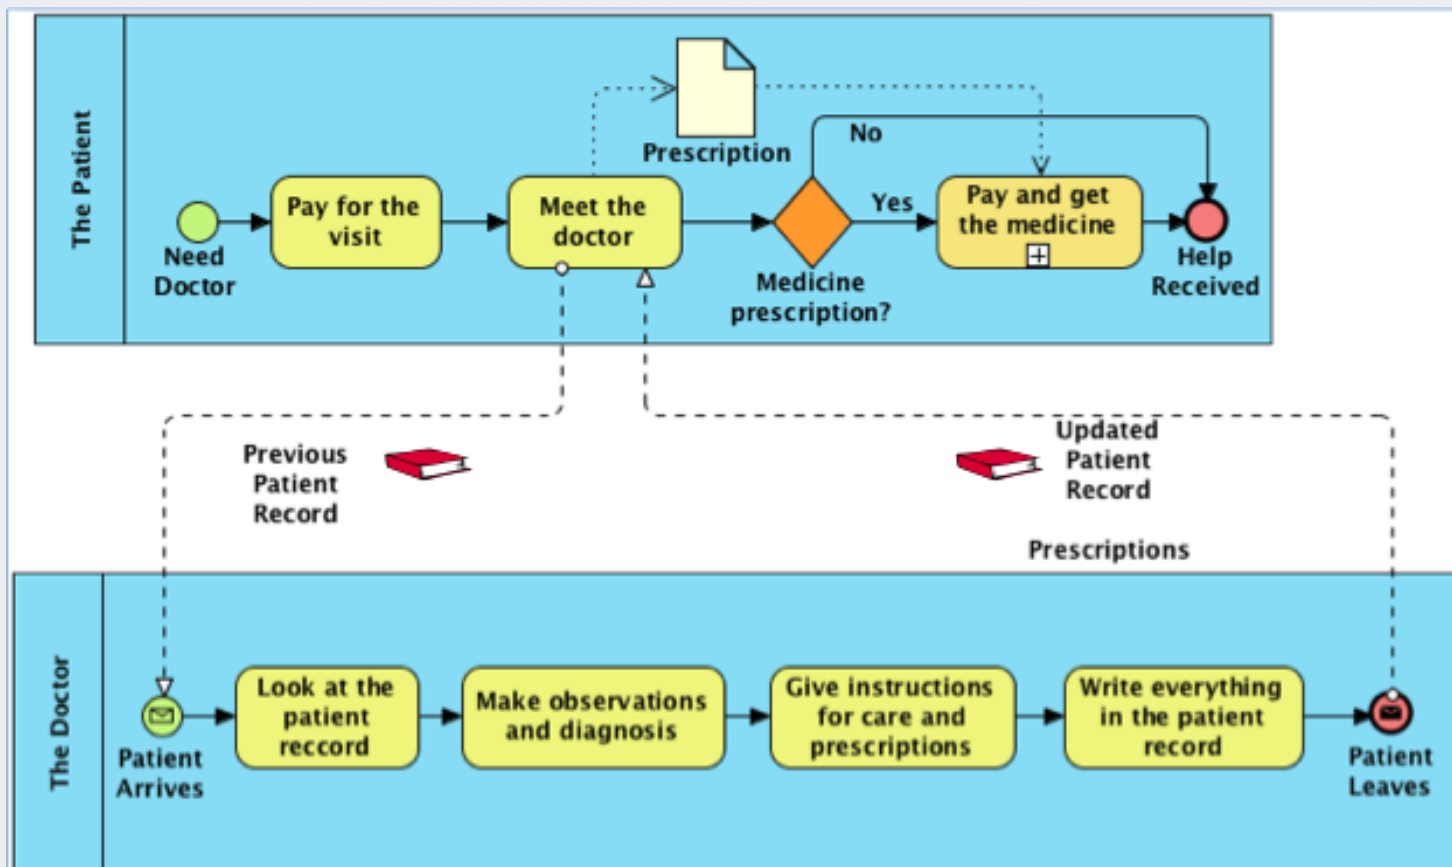 The Patient
Need
Doctor
Pay for the
visit
Meet the
doctor
Prescription
Medicine
prescription?
No
Yes
Pay and get
the medicine
Help
Received
Previous
Patient
Record
Updated
Patient
Record
Prescriptions
The Doctor
Patient
Arrives
Look at the
patient
reccord
Make observations
and diagnosis
Give instructions
for care and
prescriptions
Write everything
in the patient
record
Patient
Leaves